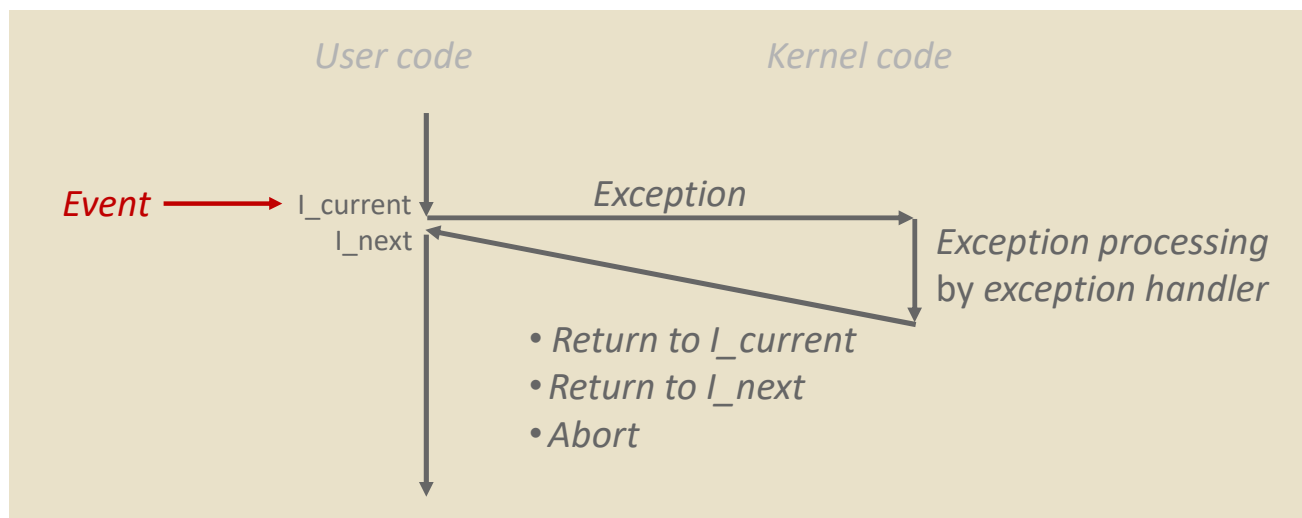 User code
Kernel code
Event
I_current
Exception
I_next
Exception processing
by exception handler
• Return to I_current
• Return to I_next
• Abort